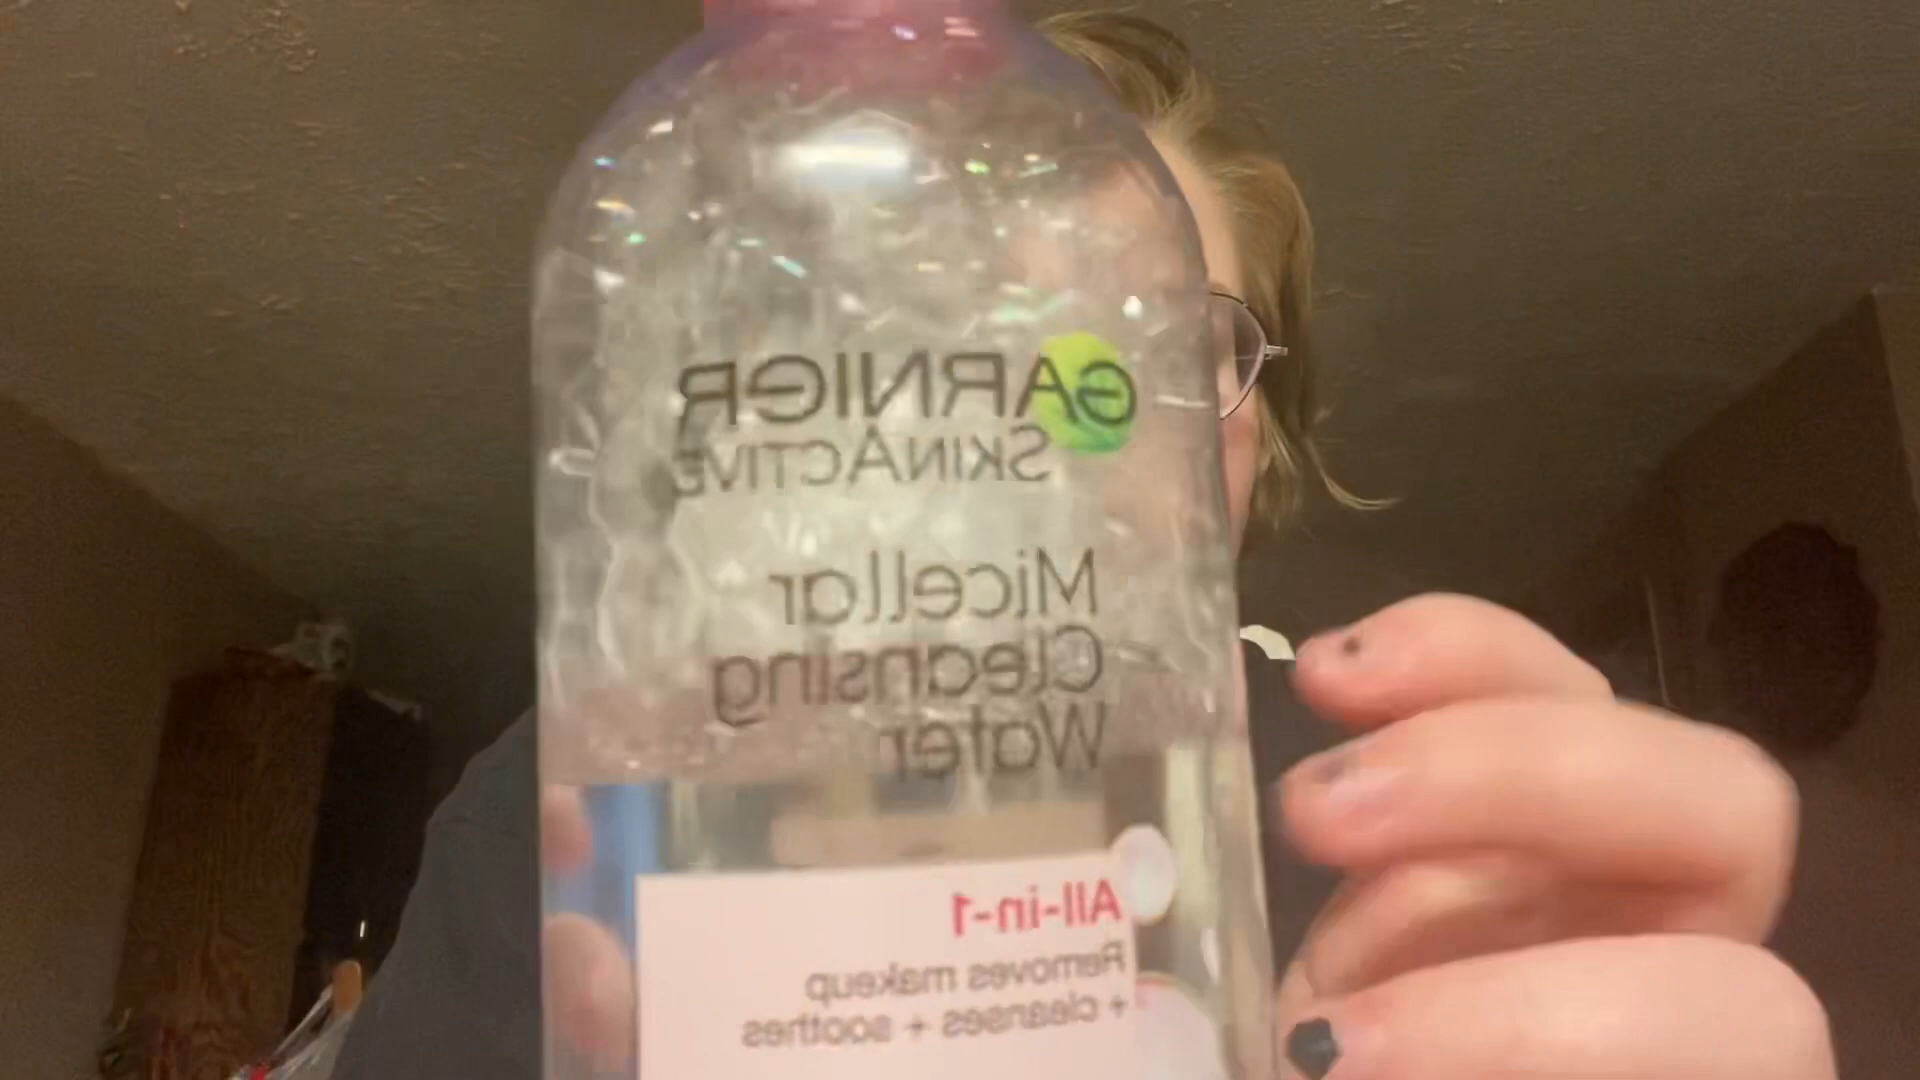 GARNIER
SKINACTIVE
Micellar
Cleansing
Water
All-in-1
Removes makeup
+ cleanses + soothes